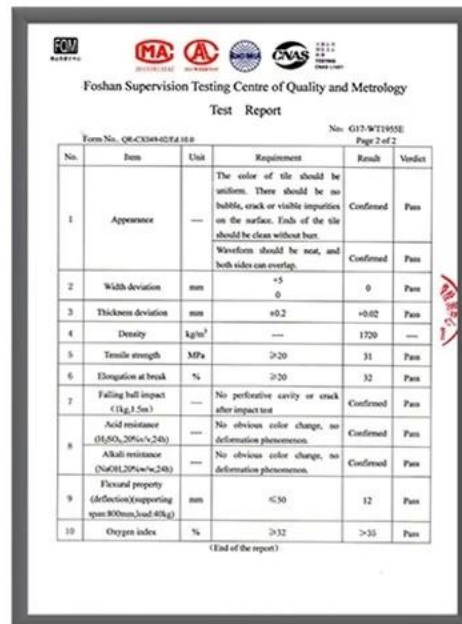 FQM
MA
AL
ilac-MRA
CNAS
TESTING
Foshan Supervision Testing Centre of Quality and Metrology
Test Report
No: G17-WT1955E
Form No.: QR-CX049-02/Ed 10.0
Page 2 of 2
No. Item Unit Requirement Result Verdict
1 Appearance ---- The color of tile should be uniform. There should be no bubble, crack or visible impurities on the surface. Ends of the tile should be clean without burr. Confirmed Pass
Waveform should be neat, and both sides can overlap. Confirmed Pass
2 Width deviation mm +5 0 0 Pass
3 Thickness deviation mm ±0.2 +0.02 Pass
4 Density kg/m³ ---- 1720 ----
5 Tensile strength MPa ≥20 31 Pass
6 Elongation at break % ≥20 32 Pass
7 Falling ball impact (1kg,1.5m) ---- No perforative cavity or crack after impact test Confirmed Pass
8 Acid resistance (H₂SO₄,20%v/v,24h) ---- No obvious color change, no deformation phenomenon. Confirmed Pass
Alkali resistance (NaOH,20%w/w,24h) ---- No obvious color change, no deformation phenomenon. Confirmed Pass
9 Flexural property (deflection)(supporting span:800mm,load:40kg) mm ≤50 12 Pass
10 Oxygen index % ≥32 >35 Pass
(End of the report)